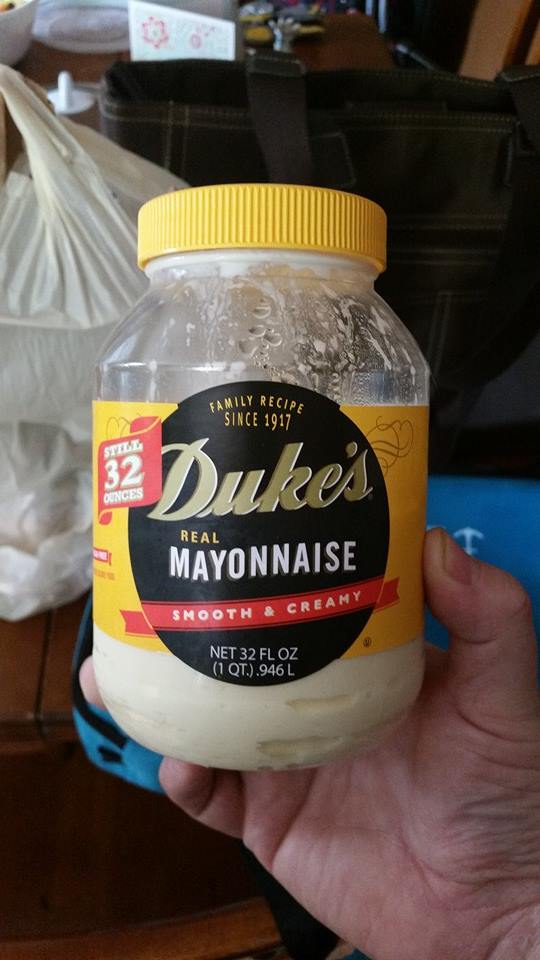 FAMILY RECIPE
SINCE 1917
STILL
32
OUNCES
Duke's
REAL
MAYONNAISE
SMOOTH & CREAMY
NET 32 FL OZ
(1 QT.) .946 L